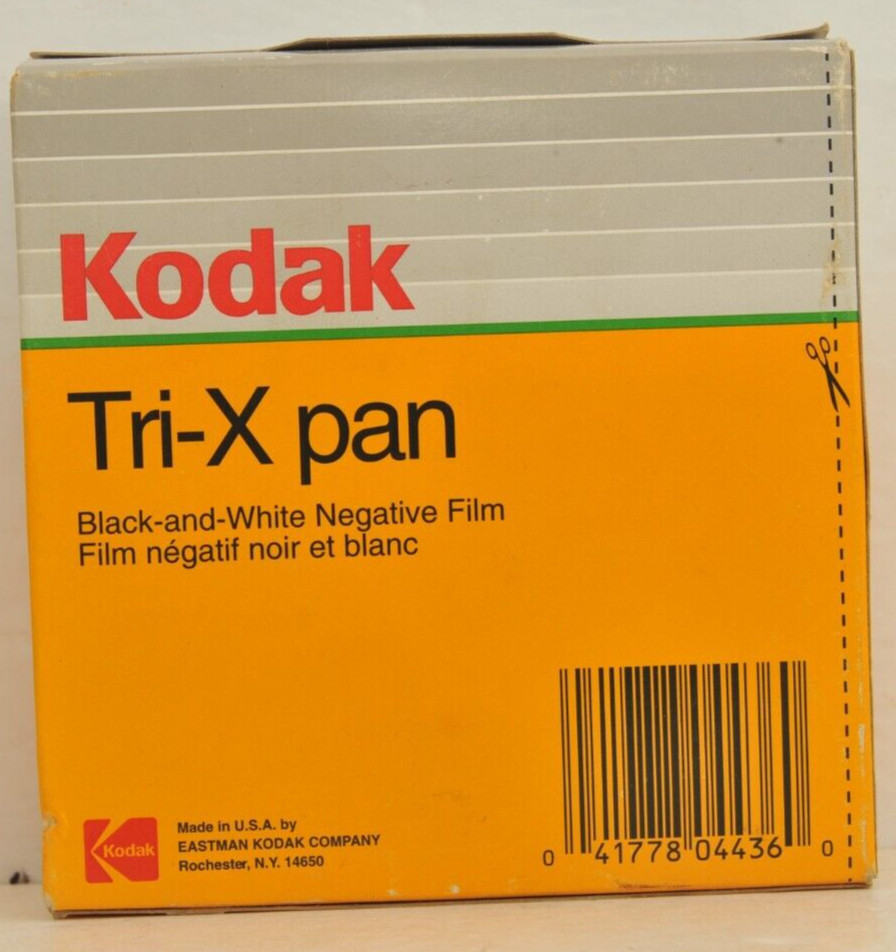 Kodak
Tri-X pan
Black-and-White Negative Film
Film négatif noir et blanc
Kodak
Made in U.S.A. by
EASTMAN KODAK COMPANY
Rochester, N.Y. 14650
0 41778 04436 0